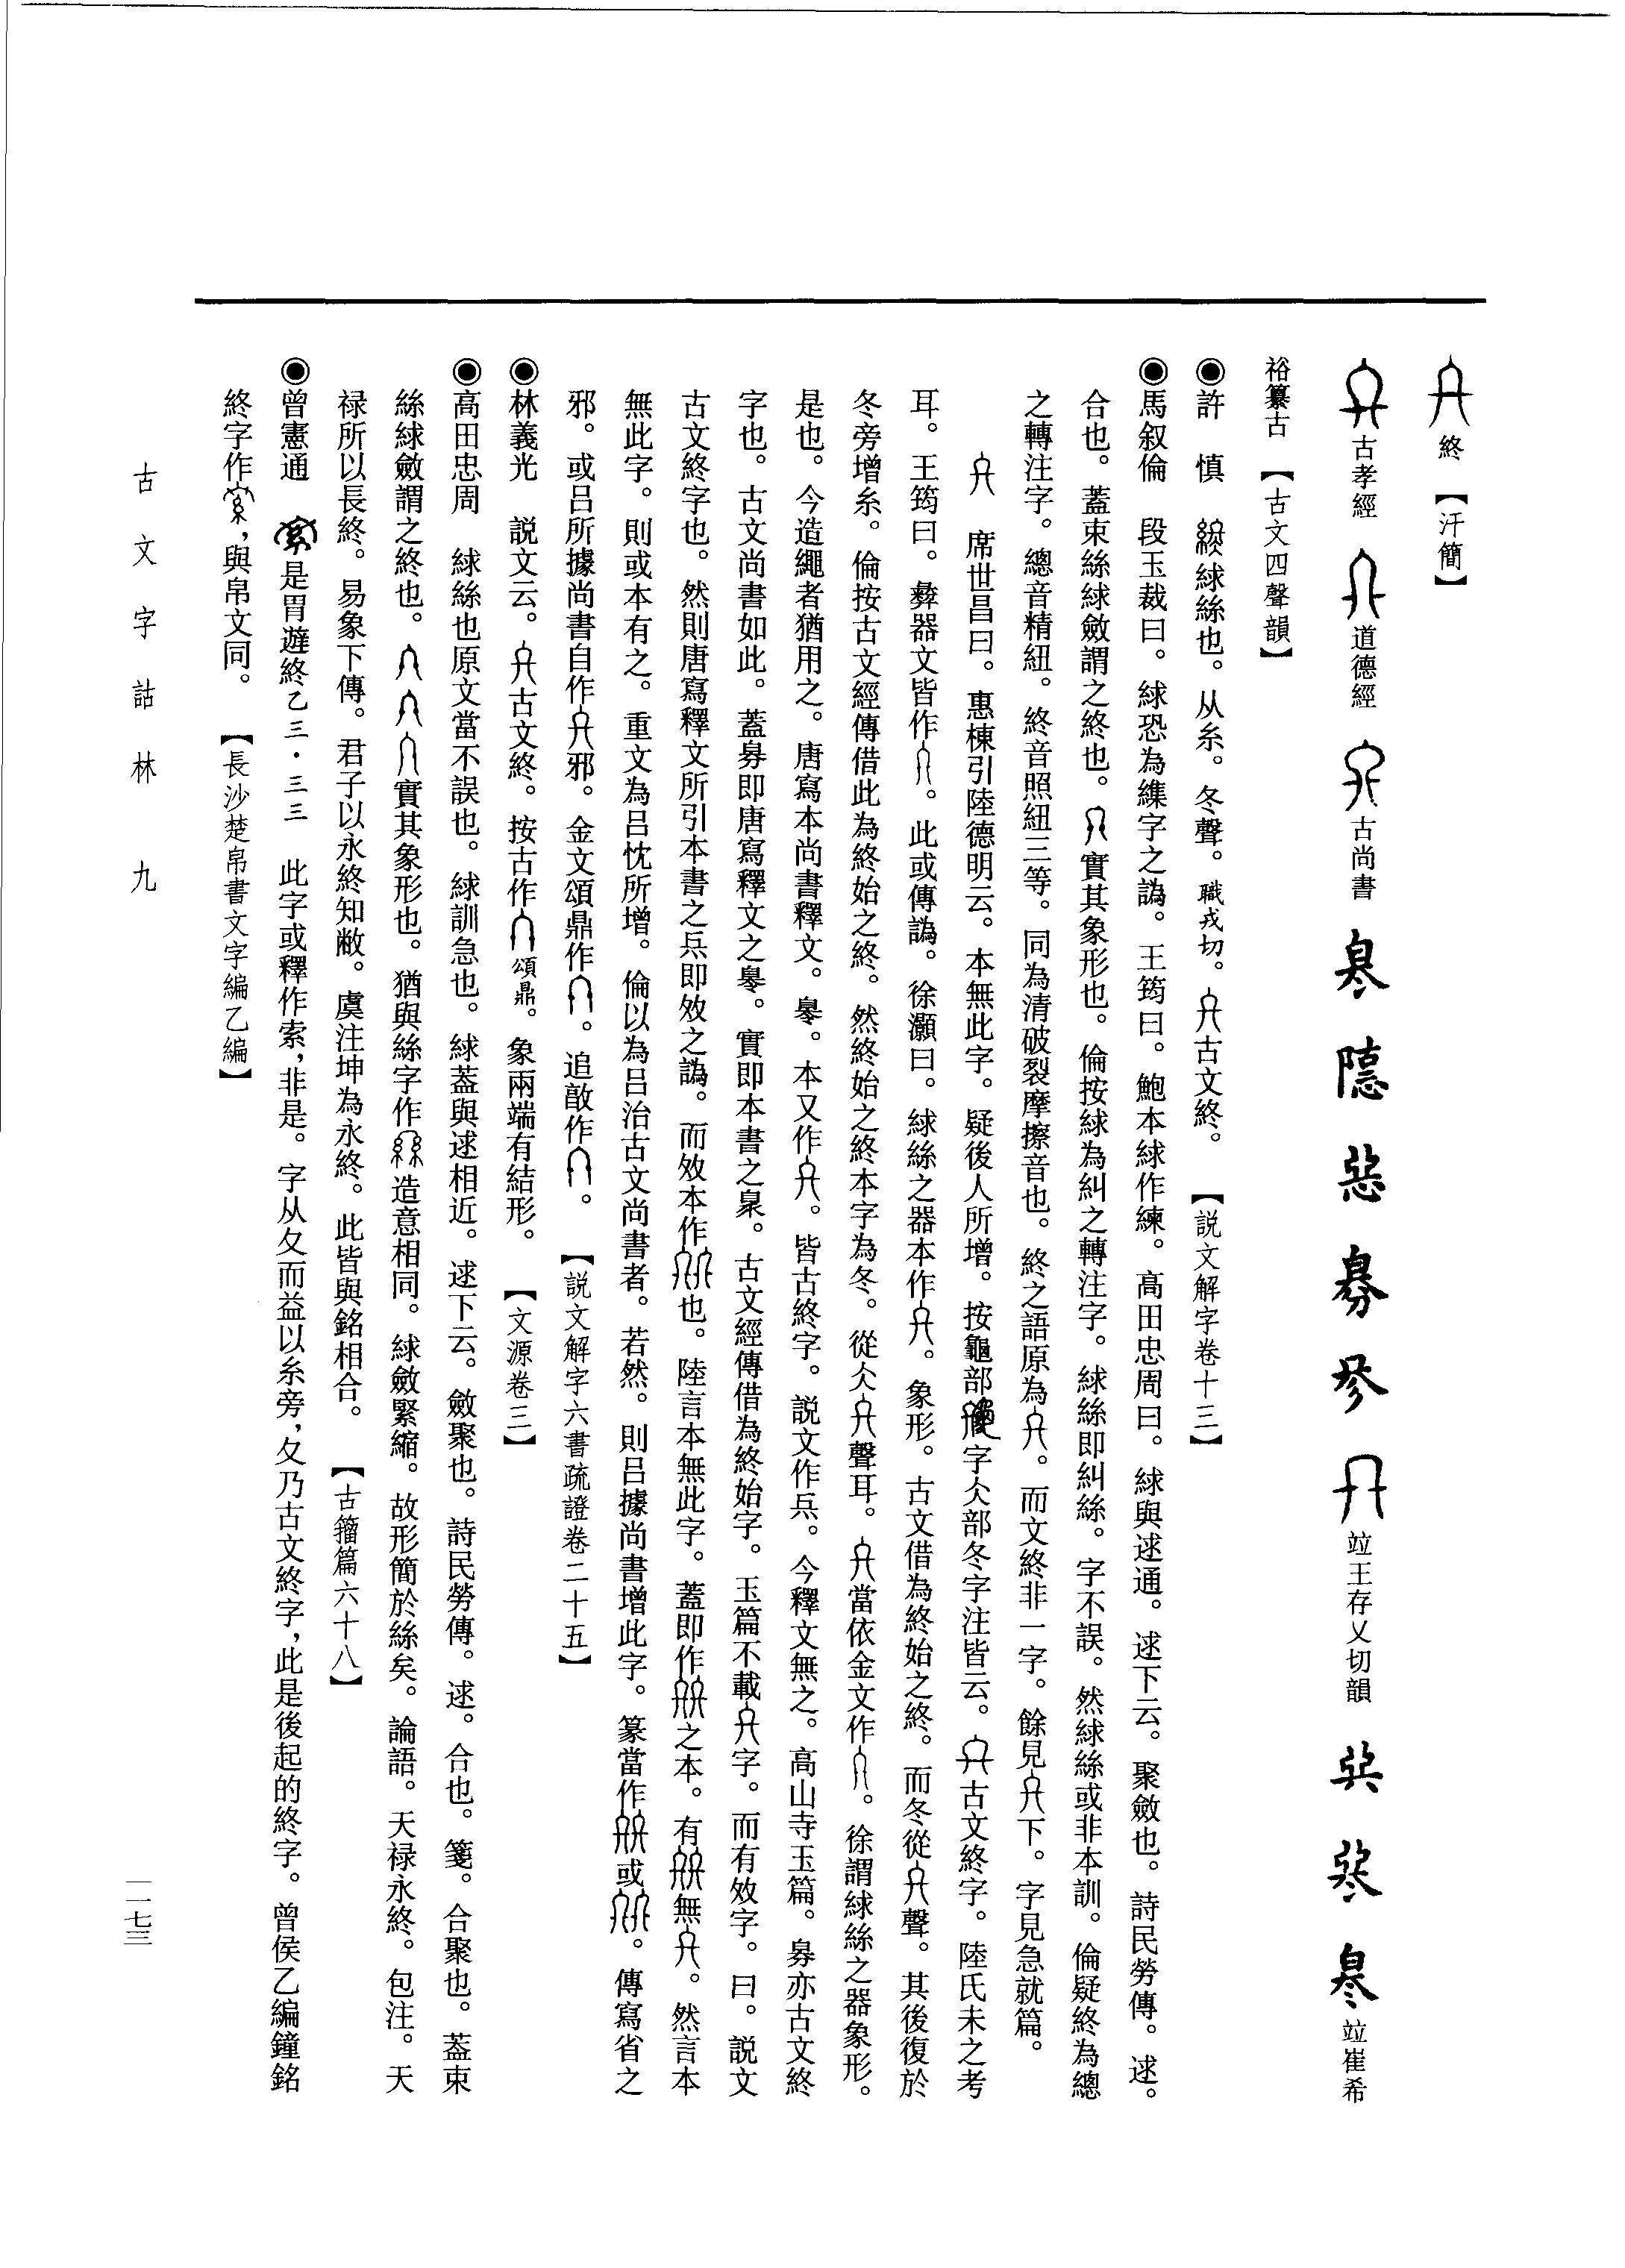 終　【汗簡】
古孝經　道德經　古尚書　竝王存乂切韻　竝崔希
裕纂古　【古文四聲韻】
◉許　慎　絿絲也。从糸。冬聲。職戎切。古文終。　【説文解字卷十三】
◉馬叙倫　段玉裁曰。絿恐為纗字之譌。王筠曰。鮑本絿作練。高田忠周曰。絿與逑通。逑下云。聚斂也。詩民勞傳。逑。
合也。蓋束絲絿斂謂之終也。實其象形也。倫按絿為糾之轉注字。絿絲即糾絲。字不誤。然絿絲或非本訓。倫疑終為總
之轉注字。總音精紐。終音照紐三等。同為清破裂摩擦音也。終之語原為。而文終非一字。餘見下。字見急就篇。
席世昌曰。惠棟引陸德明云。本無此字。疑後人所增。按龜部字仌部冬字注皆云。古文終字。陸氏未之考
耳。王筠曰。彝器文皆作。此或傳譌。徐灝曰。絿絲之器本作。象形。古文借為終始之終。而冬從聲。其後復於
冬旁增糸。倫按古文經傳借此為終始之終。然終始之終本字為冬。從仌聲耳。當依金文作。徐謂絿絲之器象形。
是也。今造繩者猶用之。唐寫本尚書釋文。本又作。皆古終字。説文作。今釋文無之。高山寺玉篇。亦古文終
字也。古文尚書如此。蓋即唐寫釋文之。實即本書之。古文經傳借為終始字。玉篇不載字。而有字。曰。説文
古文終字也。然則唐寫釋文所引本書之即之譌。而本作也。陸言本無此字。蓋即作之本。有無。然言本
無此字。則或本有之。重文為呂忱所增。倫以為呂治古文尚書者。若然。則呂據尚書增此字。篆當作或。傳寫省之
邪。或呂所據尚書自作邪。金文頌鼎作。追敦作。　【説文解字六書疏證卷二十五】
◉林義光　説文云。古文終。按古作頌鼎。象兩端有結形。　【文源卷三】
◉高田忠周　絿絲也原文當不誤也。絿訓急也。絿葢與逑相近。逑下云。斂聚也。詩民勞傳。逑。合也。箋。合聚也。葢束
絲絿斂謂之終也。實其象形也。猶與絲字作造意相同。絿斂緊縮。故形簡於絲矣。論語。天禄永終。包注。天
禄所以長終。易象下傳。君子以永終知敝。虞注坤為永終。此皆與銘相合。　【古籀篇六十八】
◉曾憲通　是胃遊終乙三·三三　此字或釋作索，非是。字从夂而益以糸旁，夂乃古文終字，此是後起的終字。曾侯乙編鐘銘
終字作，與帛文同。　【長沙楚帛書文字編乙編】
古文字詁林　九
一一七三